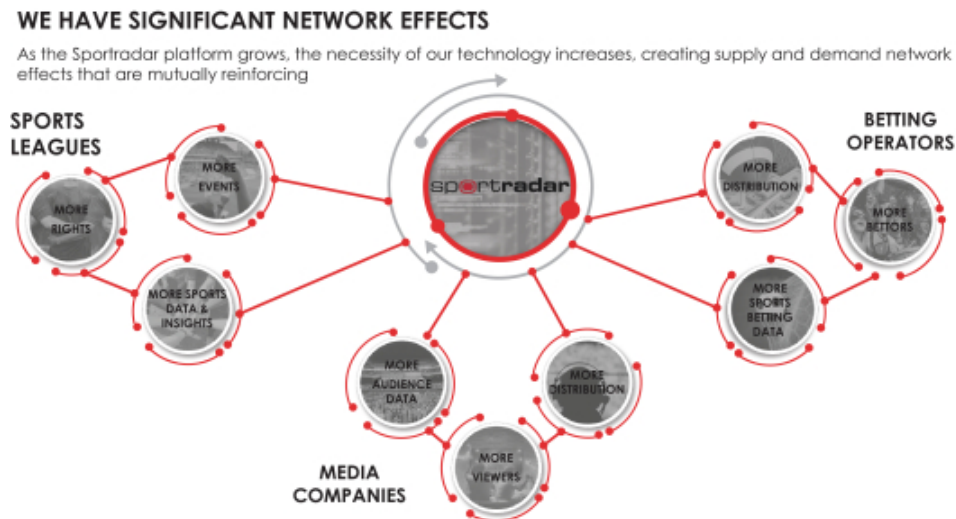 WE HAVE SIGNIFICANT NETWORK EFFECTS
As the Sportradar platform grows, the necessity of our technology increases, creating supply and demand network
effects that are mutually reinforcing
SPORTS
LEAGUES
MORE
EVENTS
MORE
RIGHTS
MORE SPORTS
DATA &
INSIGHTS
sportradar
BETTING
OPERATORS
MORE
DISTRIBUTION
MORE
BETTORS
MORE
SPORTS
BETTING
DATA
MORE
AUDIENCE
DATA
MORE
DISTRIBUTION
MORE
VIEWERS
MEDIA
COMPANIES